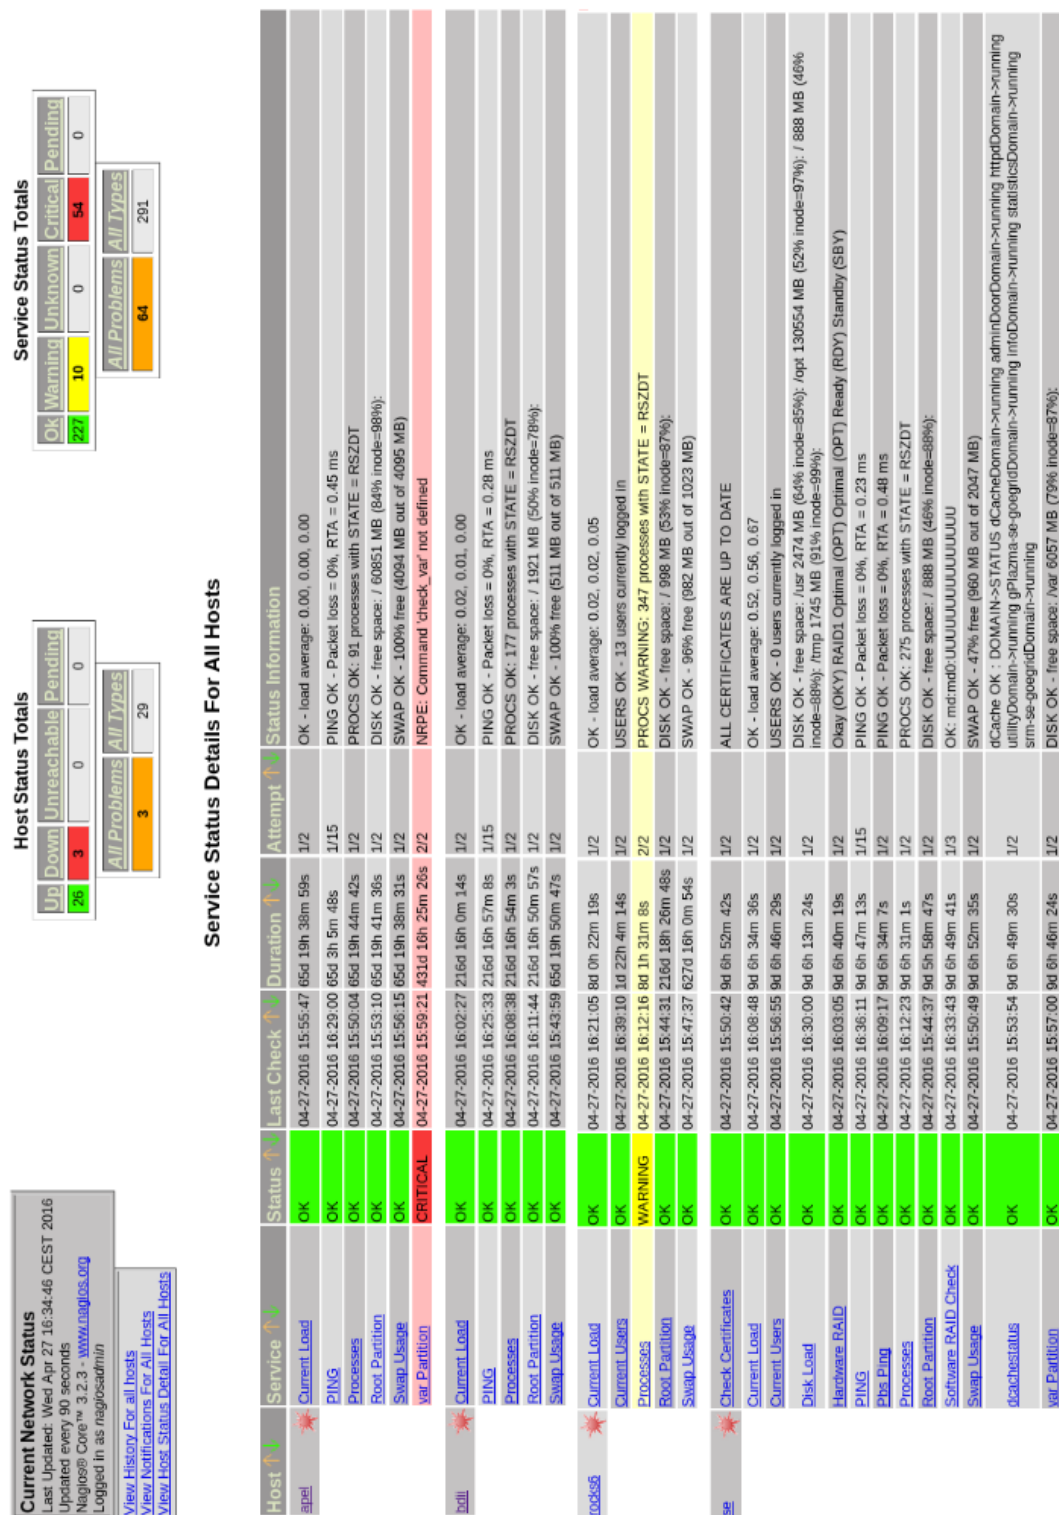 Current Network Status
Last Updated: Wed Apr 27 16:34:46 CEST 2016
Updated every 90 seconds
Nagios® Core™ 3.2.3 - www.nagios.org
Logged in as nagiosadmin
View History For all hosts
View Notifications For All Hosts
View Host Status Detail For All Hosts
Host Status Totals
Up Down Unreachable Pending
26 3 0 0
All Problems All Types
3 29
Service Status Totals
Ok Warning Unknown Critical Pending
227 10 0 54 0
All Problems All Types
64 291
Service Status Details For All Hosts
Host Service Status Last Check Duration Attempt Status Information
apel Current Load OK 04-27-2016 15:55:47 65d 19h 38m 59s 1/2 OK - load average: 0.00, 0.00, 0.00
PING OK 04-27-2016 16:29:00 65d 3h 5m 48s 1/15 PING OK - Packet loss = 0%, RTA = 0.45 ms
Processes OK 04-27-2016 15:50:04 65d 19h 44m 42s 1/2 PROCS OK: 91 processes with STATE = RSZDT
Root Partition OK 04-27-2016 15:53:10 65d 19h 41m 36s 1/2 DISK OK - free space: / 60851 MB (84% inode=98%):
Swap Usage OK 04-27-2016 15:56:15 65d 19h 38m 31s 1/2 SWAP OK - 100% free (4094 MB out of 4095 MB)
var Partition CRITICAL 04-27-2016 15:59:21 431d 16h 25m 26s 2/2 NRPE: Command 'check_var' not defined
bdii Current Load OK 04-27-2016 16:02:27 216d 16h 0m 14s 1/2 OK - load average: 0.02, 0.01, 0.00
PING OK 04-27-2016 16:25:33 216d 16h 57m 8s 1/15 PING OK - Packet loss = 0%, RTA = 0.28 ms
Processes OK 04-27-2016 16:08:38 216d 16h 54m 3s 1/2 PROCS OK: 177 processes with STATE = RSZDT
Root Partition OK 04-27-2016 16:11:44 216d 16h 50m 57s 1/2 DISK OK - free space: / 1921 MB (50% inode=78%):
Swap Usage OK 04-27-2016 15:43:59 65d 19h 50m 47s 1/2 SWAP OK - 100% free (511 MB out of 511 MB)
rocks6 Current Load OK 04-27-2016 16:21:05 8d 0h 22m 19s 1/2 OK - load average: 0.02, 0.02, 0.05
Current Users OK 04-27-2016 16:39:10 1d 22h 4m 14s 1/2 USERS OK - 13 users currently logged in
Processes WARNING 04-27-2016 16:12:16 8d 1h 31m 8s 2/2 PROCS WARNING: 347 processes with STATE = RSZDT
Root Partition OK 04-27-2016 15:44:31 216d 18h 26m 48s 1/2 DISK OK - free space: / 998 MB (53% inode=87%):
Swap Usage OK 04-27-2016 15:47:37 627d 16h 0m 54s 1/2 SWAP OK - 96% free (982 MB out of 1023 MB)
se Check Certificates OK 04-27-2016 15:50:42 9d 6h 52m 42s 1/2 ALL CERTIFICATES ARE UP TO DATE
Current Load OK 04-27-2016 16:08:48 9d 6h 34m 36s 1/2 OK - load average: 0.52, 0.56, 0.67
Current Users OK 04-27-2016 15:56:55 9d 6h 46m 29s 1/2 USERS OK - 0 users currently logged in
Disk Load OK 04-27-2016 16:30:00 9d 6h 13m 24s 1/2 DISK OK - free space: /usr 2474 MB (64% inode=85%): /opt 130554 MB (52% inode=97%): / 888 MB (46%
inode=88%): /tmp 1745 MB (91% inode=99%):
Hardware RAID OK 04-27-2016 16:03:05 9d 6h 40m 19s 1/2 Okay (OKY) RAID1 Optimal (OPT) Optimal (OPT) Ready (RDY) Standby (SBY)
PING OK 04-27-2016 16:36:11 9d 6h 47m 13s 1/15 PING OK - Packet loss = 0%, RTA = 0.23 ms
Pbs Ping OK 04-27-2016 16:09:17 9d 6h 34m 7s 1/2 PING OK - Packet loss = 0%, RTA = 0.48 ms
Processes OK 04-27-2016 16:12:23 9d 6h 31m 1s 1/2 PROCS OK: 275 processes with STATE = RSZDT
Root Partition OK 04-27-2016 15:44:37 9d 5h 58m 47s 1/2 DISK OK - free space: / 888 MB (46% inode=88%):
Software RAID Check OK 04-27-2016 16:33:43 9d 6h 49m 41s 1/3 OK: md:md0:
Swap Usage OK 04-27-2016 15:50:49 9d 6h 52m 35s 1/2 SWAP OK - 47% free (960 MB out of 2047 MB)
dcachestatus OK 04-27-2016 15:53:54 9d 6h 49m 30s 1/2 dCache OK : DOMAIN->STATUS dCacheDomain->running adminDoorDomain->running httpdDomain->running
utilityDomain->running gPlazma-se-goegridDomain->running infoDomain->running statisticsDomain->running
srm-se-goegridDomain->running
var Partition OK 04-27-2016 15:57:00 9d 6h 46m 24s 1/2 DISK OK - free space: /var 6057 MB (79% inode=87%):